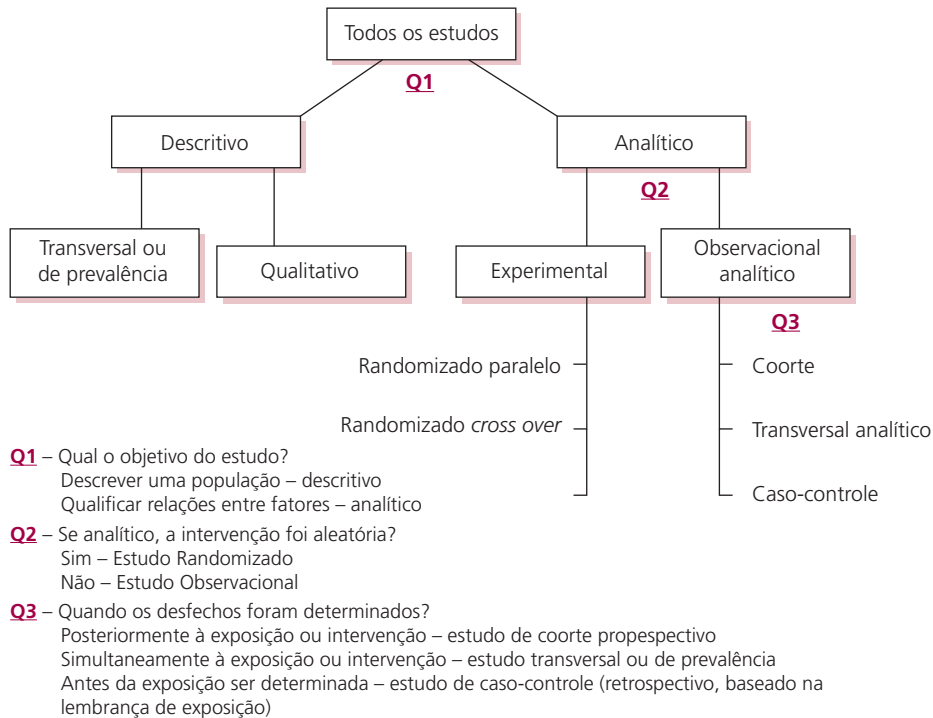 Todos os estudos
Q1
Descritivo
Analítico
Q2
Transversal ou
de prevalência
Qualitativo
Experimental
Observacional
analítico
Q3
Randomizado paralelo
Coorte
Randomizado cross over
Transversal analítico
Caso-controle
Q1 – Qual o objetivo do estudo?
Descrever uma população – descritivo
Qualificar relações entre fatores – analítico
Q2 – Se analítico, a intervenção foi aleatória?
Sim – Estudo Randomizado
Não – Estudo Observacional
Q3 – Quando os desfechos foram determinados?
Posteriormente à exposição ou intervenção – estudo de coorte propespectivo
Simultaneamente à exposição ou intervenção – estudo transversal ou de prevalência
Antes da exposição ser determinada – estudo de caso-controle (retrospectivo, baseado na
lembrança de exposição)